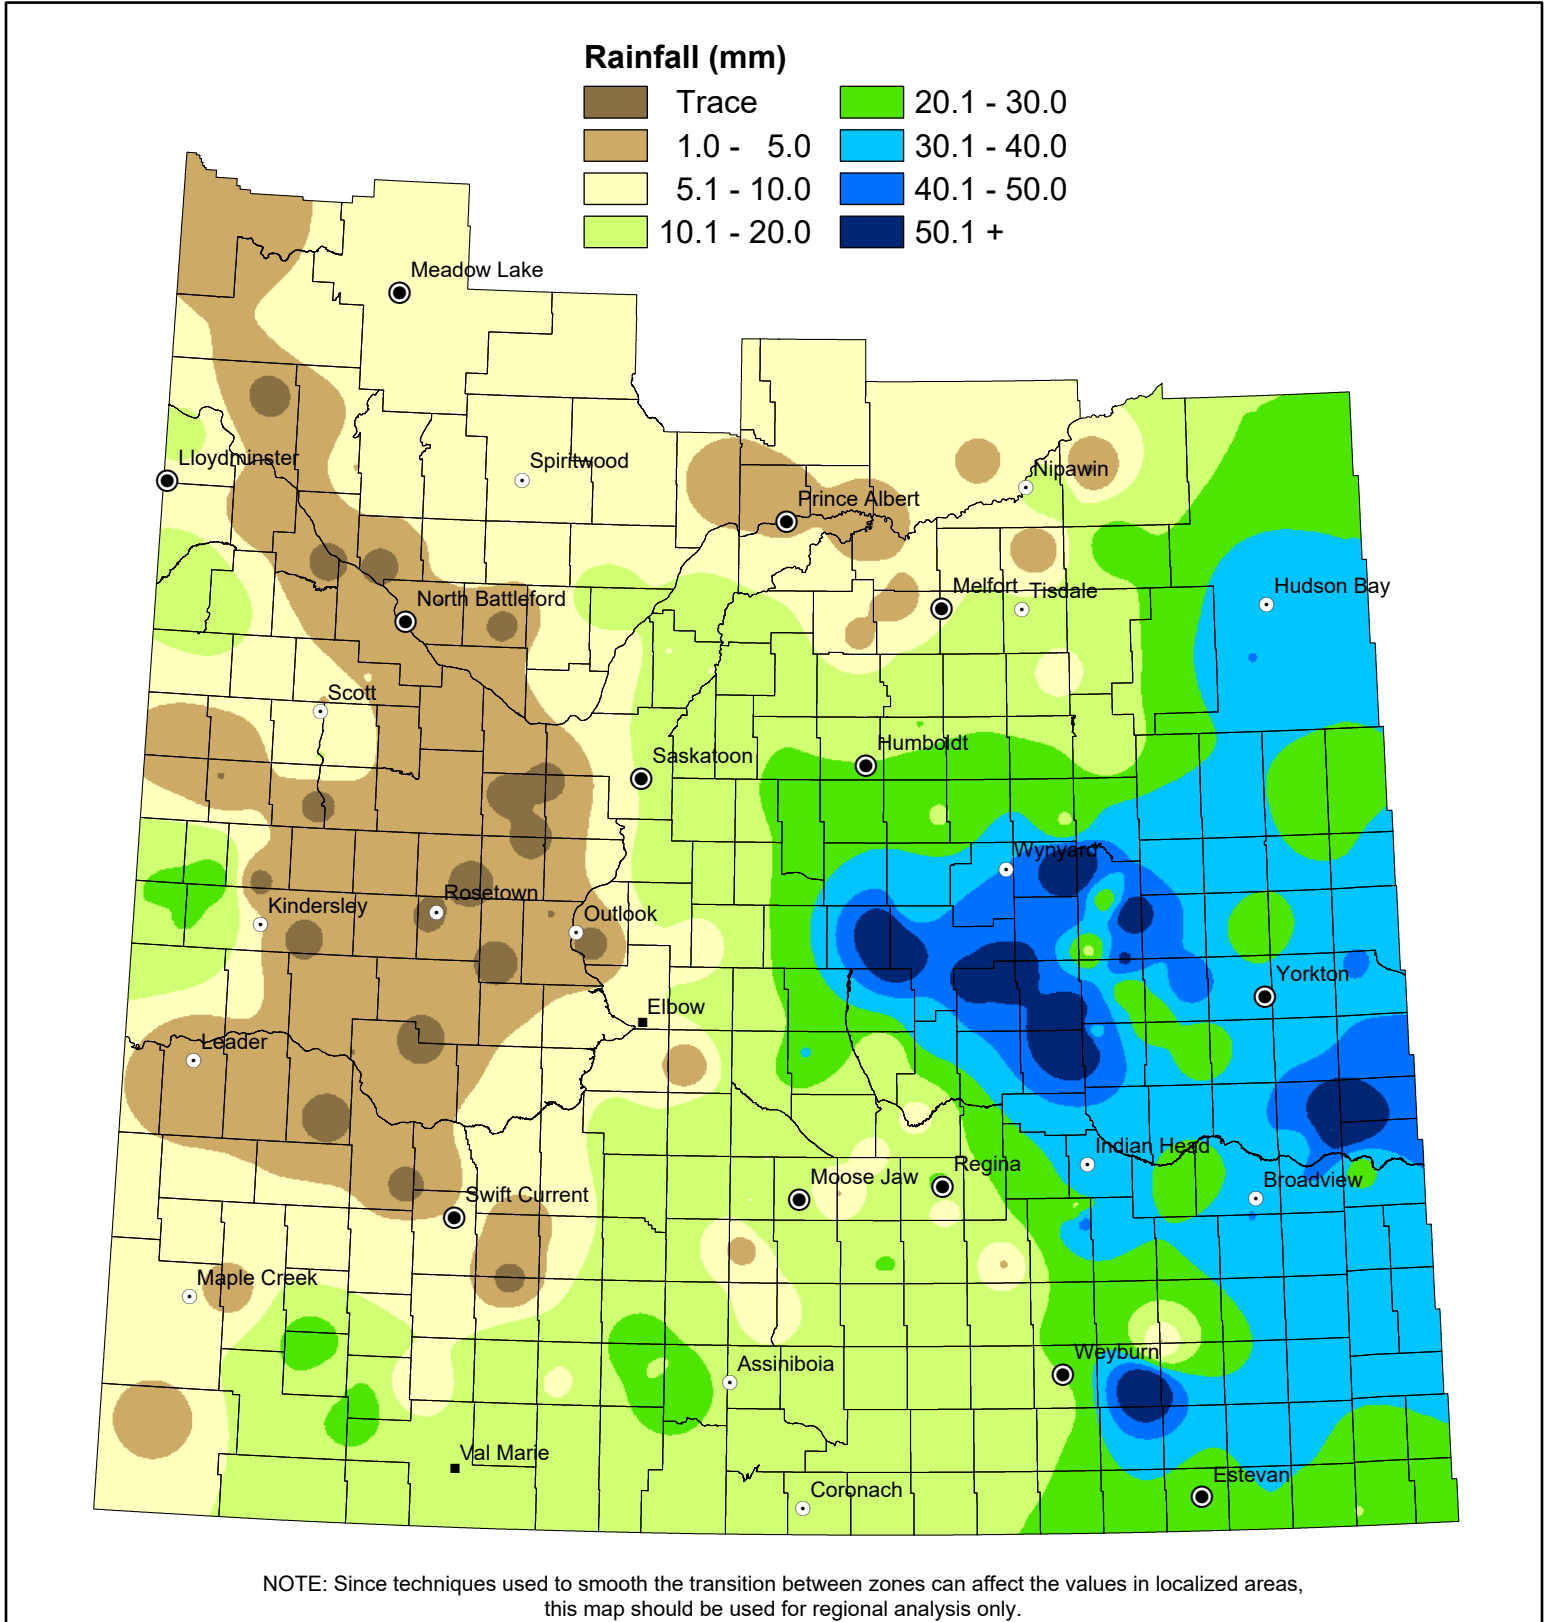 Rainfall (mm)
Trace
1.0 - 5.0
5.1 - 10.0
10.1 - 20.0
20.1 - 30.0
30.1 - 40.0
40.1 - 50.0
50.1 +
Meadow Lake
Lloydminster
Spiritwood
Nipawin
Prince Albert
Hudson Bay
Melfort
Tisdale
North Battleford
Scott
Humboldt
Saskatoon
Wynyard
Rosetown
Kindersley
Outlook
Yorkton
Elbow
Leader
Indian Head
Regina
Moose Jaw
Broadview
Swift Current
Maple Creek
Weyburn
Assiniboia
Val Marie
Estevan
Coronach
NOTE: Since techniques used to smooth the transition between zones can affect the values in localized areas,
this map should be used for regional analysis only.